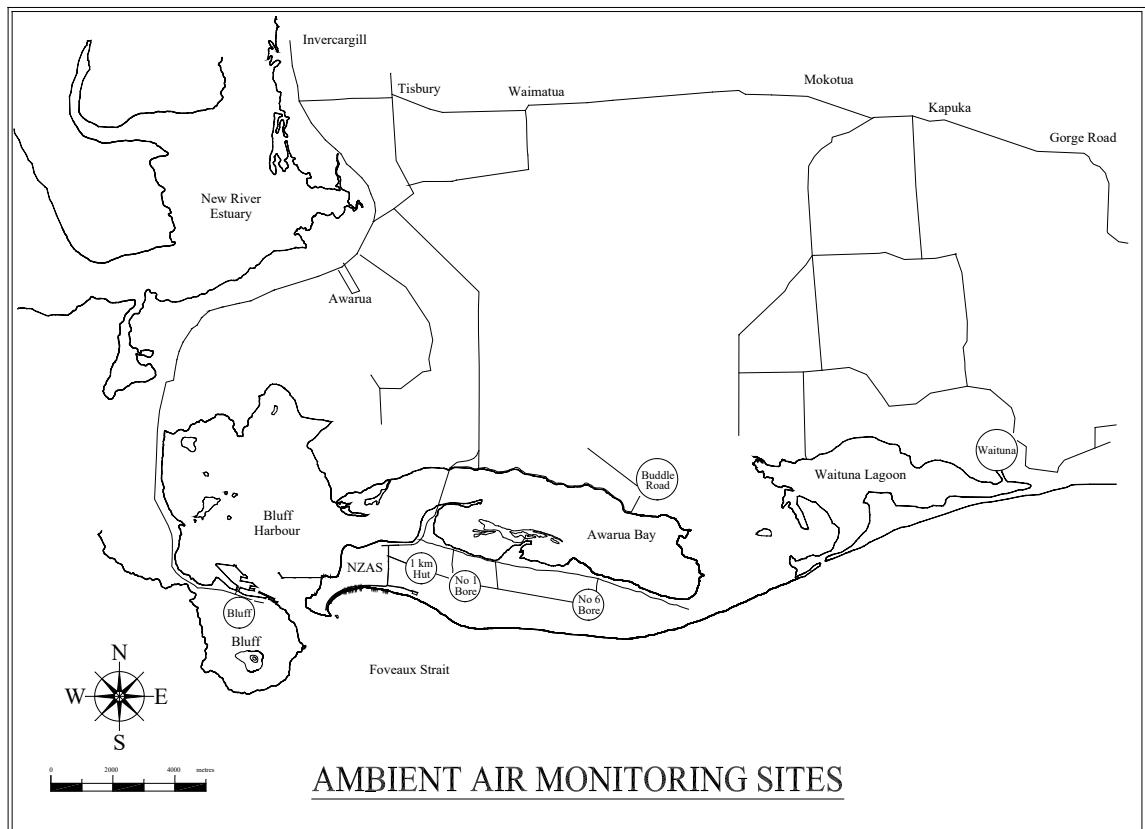 Invercargill
Tisbury
Waimatua
Mokotua
Kapuka
Gorge Road
New River
Estuary
Awarua
Waituna
Waituna Lagoon
Buddle
Road
Bluff
Harbour
Awarua Bay
NZAS
1 km
Hut
No 1
Bore
No 6
Bore
Bluff
Bluff
Foveaux Strait
N
W E
S
0 2000 4000 metres
AMBIENT AIR MONITORING SITES